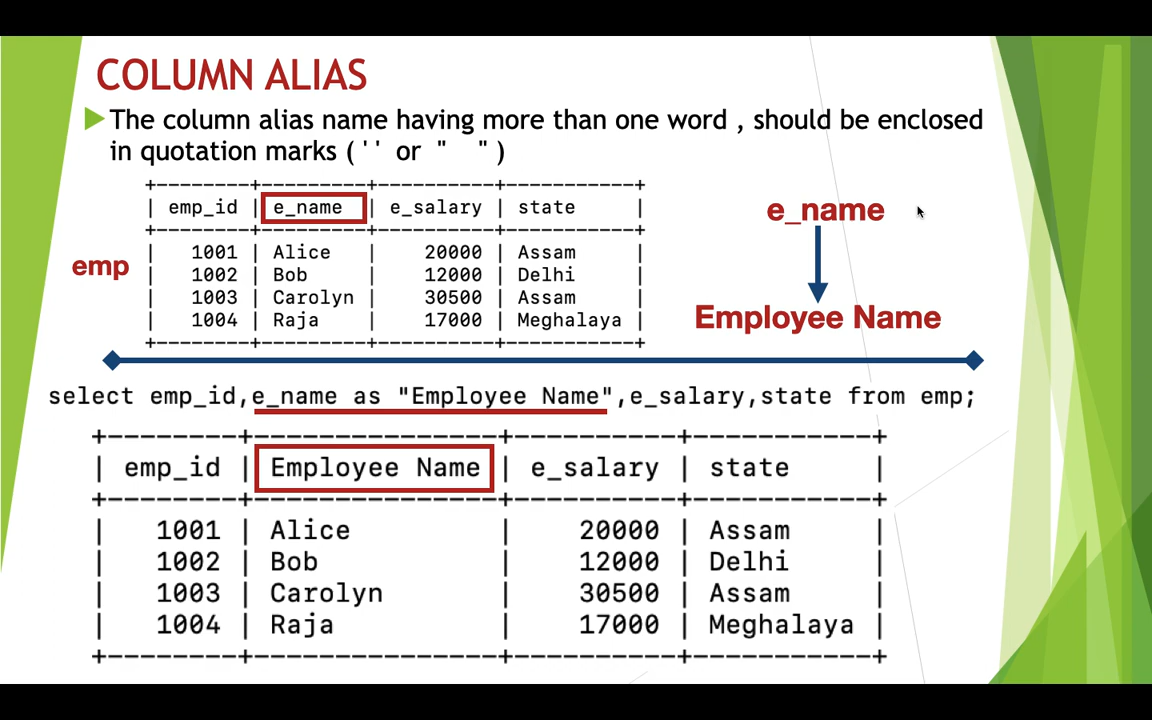 COLUMN ALIAS
The column alias name having more than one word , should be enclosed
in quotation marks ( ' ' or " " )
+--------+---------+----------+-----------+
| emp_id | e_name | e_salary | state |
+--------+---------+----------+-----------+
| 1001 | Alice | 20000 | Assam |
| 1002 | Bob | 12000 | Delhi |
| 1003 | Carolyn | 30500 | Assam |
| 1004 | Raja | 17000 | Meghalaya |
+--------+---------+----------+-----------+
emp
e_name
Employee Name
select emp_id,e_name as "Employee Name",e_salary,state from emp;
+--------+---------------+----------+-----------+
| emp_id | Employee Name | e_salary | state |
+--------+---------------+----------+-----------+
| 1001 | Alice | 20000 | Assam |
| 1002 | Bob | 12000 | Delhi |
| 1003 | Carolyn | 30500 | Assam |
| 1004 | Raja | 17000 | Meghalaya |
+--------+---------------+----------+-----------+